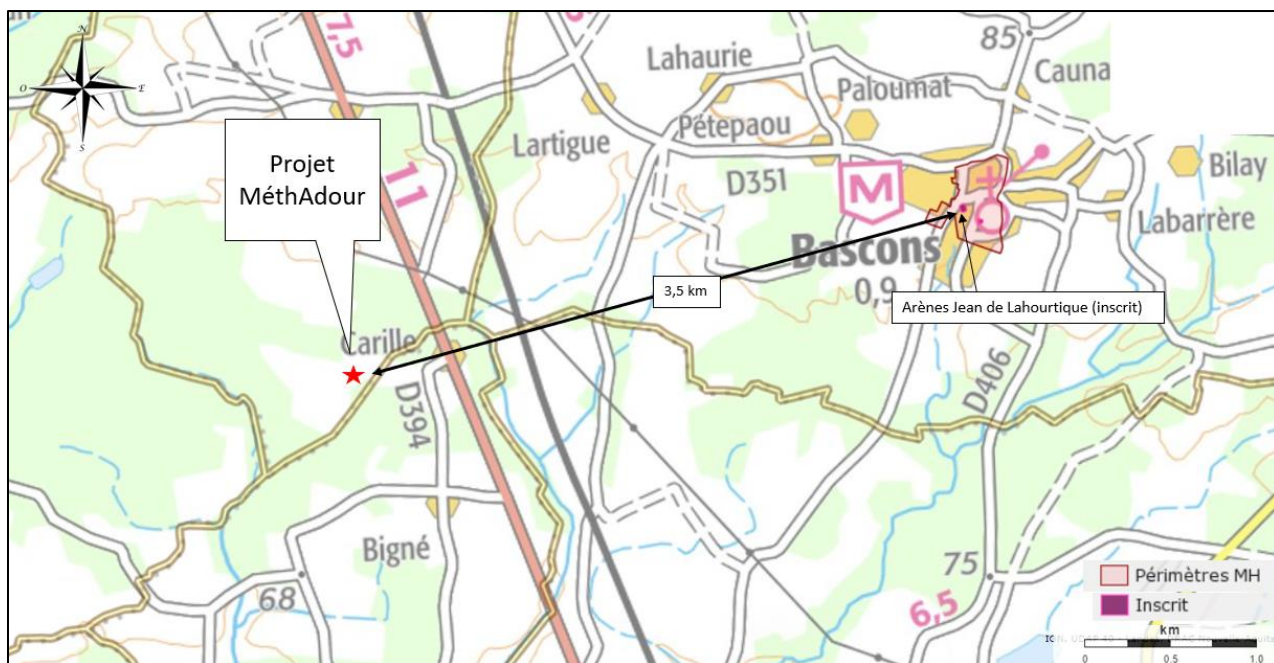 N
O
E
S
7,5
85
Lahaurie
Cauna
Paloumat
Projet
MéthAdour
Lartigue
Pétepaou
Bilay
11
D351
M
Labarrère
Bascons
0,9
3,5 km
Arènes Jean de Lahourtique (inscrit)
Carille
D394
D406
Bigné
68
75
6,5
Périmètres MH
Inscrit
km
0
0.5
1.0